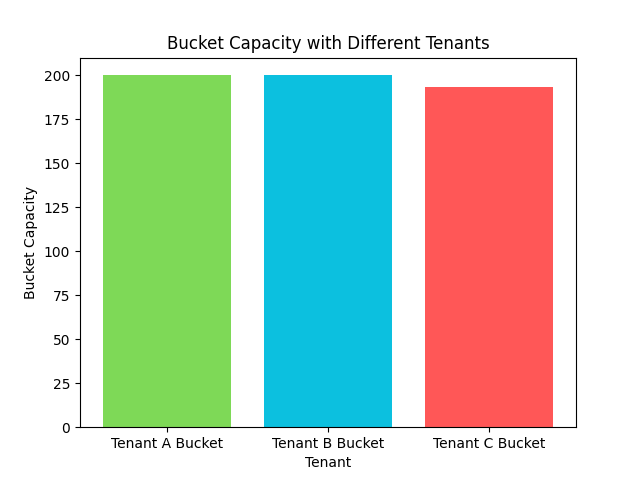 Bucket Capacity with Different Tenants
200
175
150
125
100
75
50
25
0
Bucket Capacity
Tenant A Bucket
Tenant B Bucket
Tenant C Bucket
Tenant